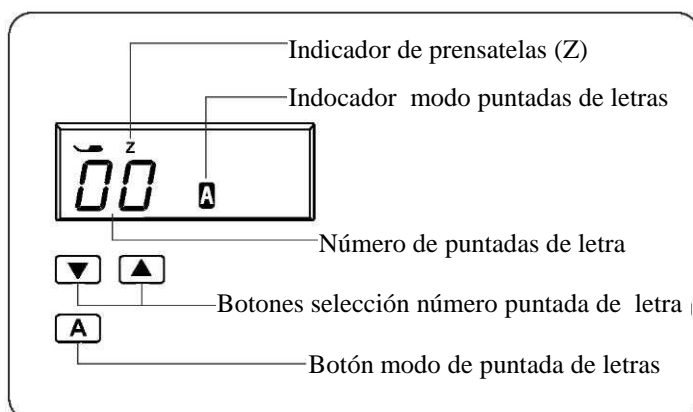 Indicador de prensatelas (Z)
Indocador modo puntadas de letras
Z
00 A
Número de puntadas de letra
Botones selección número puntada de letra
A
Botón modo de puntada de letras